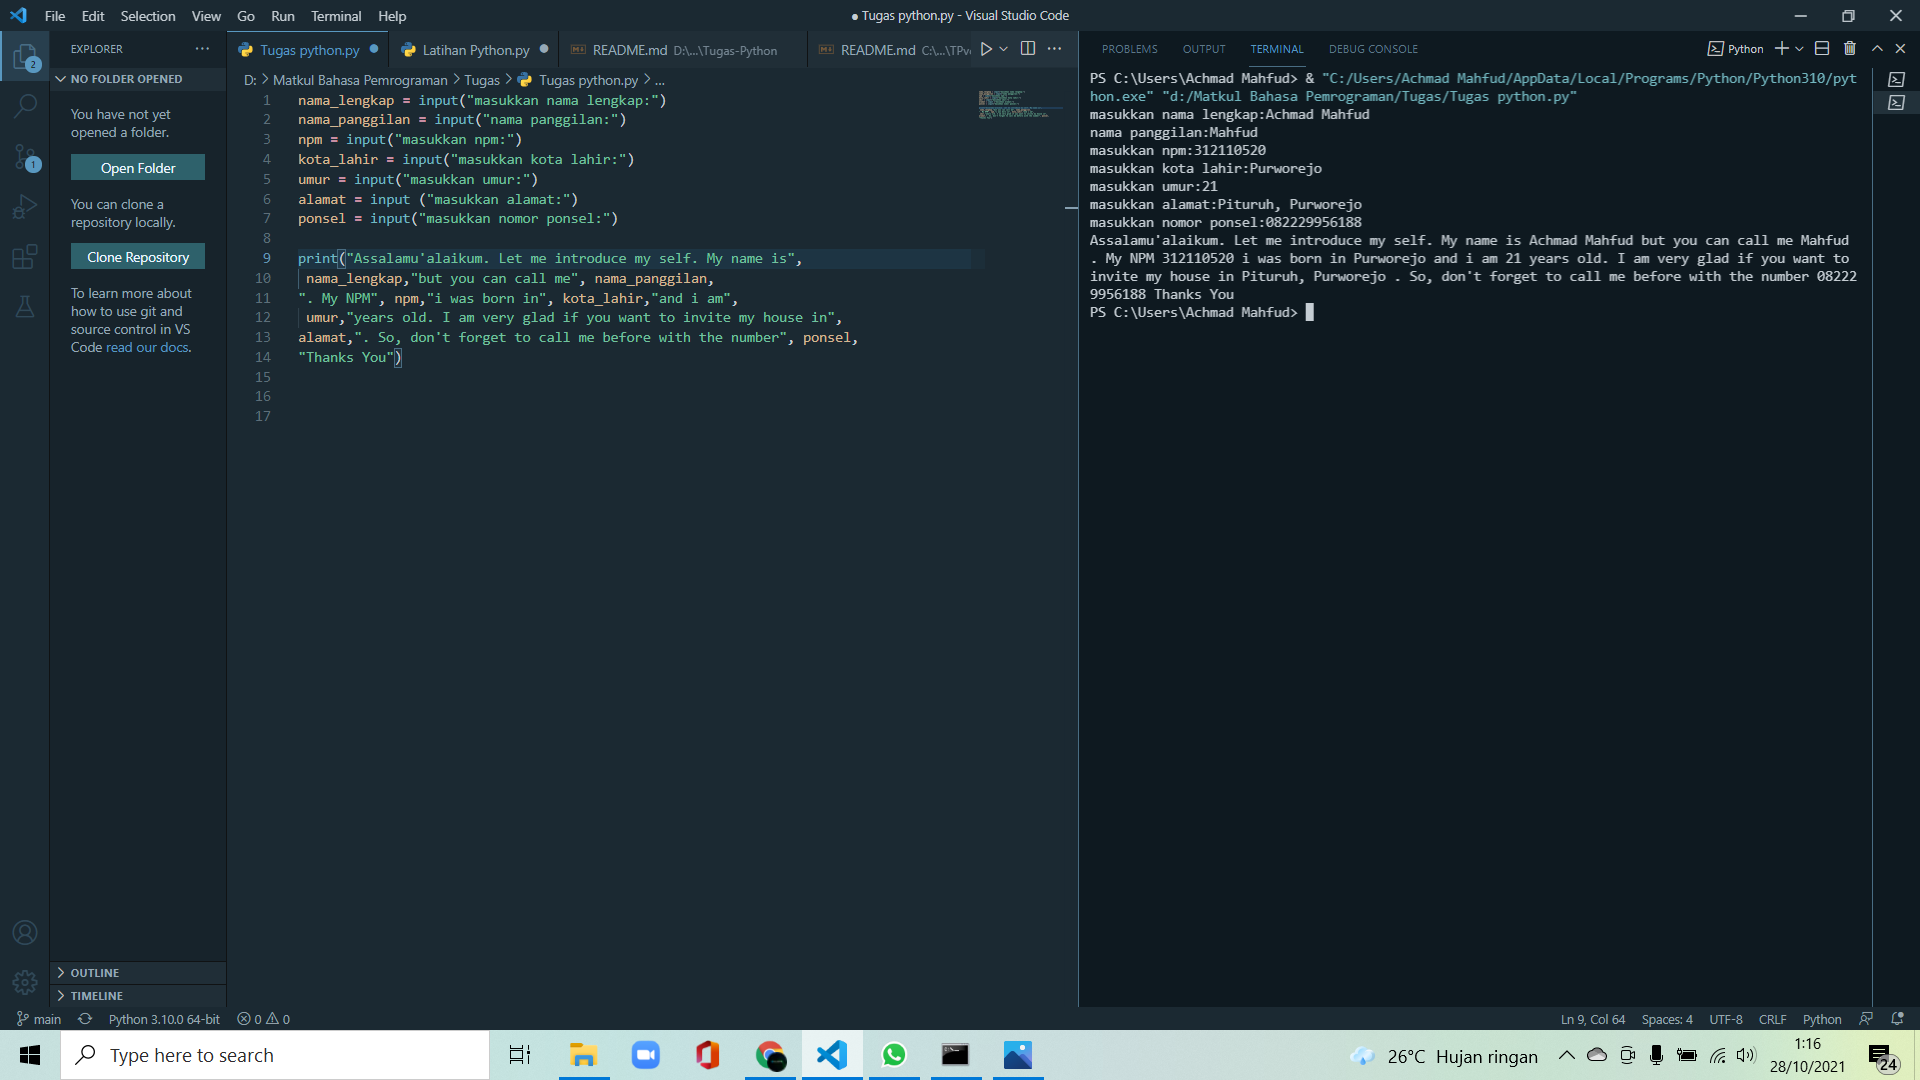 File Edit Selection View Go Run Terminal Help
● Tugas python.py - Visual Studio Code
EXPLORER
NO FOLDER OPENED
You have not yet
opened a folder.
Open Folder
You can clone a
repository locally.
Clone Repository
To learn more about
how to use git and
source control in VS
Code read our docs.
OUTLINE
TIMELINE
2
1
Tugas python.py
Latihan Python.py
README.md D:\...\Tugas-Python
README.md C:\...\TPv
D: > Matkul Bahasa Pemrograman > Tugas > Tugas python.py > ...
1 nama_lengkap = input("masukkan nama lengkap:")
2 nama_panggilan = input("nama panggilan:")
3 npm = input("masukkan npm:")
4 kota_lahir = input("masukkan kota lahir:")
5 umur = input("masukkan umur:")
6 alamat = input ("masukkan alamat:")
7 ponsel = input("masukkan nomor ponsel:")
8
9 print("Assalamu'alaikum. Let me introduce my self. My name is",
10  nama_lengkap,"but you can call me", nama_panggilan,
11 ". My NPM", npm,"i was born in", kota_lahir,"and i am",
12  umur,"years old. I am very glad if you want to invite my house in",
13 alamat,". So, don't forget to call me before with the number", ponsel,
14 "Thanks You")
15
16
17
PROBLEMS OUTPUT TERMINAL DEBUG CONSOLE
Python
PS C:\Users\Achmad Mahfud> & "C:/Users/Achmad Mahfud/AppData/Local/Programs/Python/Python310/pyt
hon.exe" "d:/Matkul Bahasa Pemrograman/Tugas/Tugas python.py"
masukkan nama lengkap:Achmad Mahfud
nama panggilan:Mahfud
masukkan npm:312110520
masukkan kota lahir:Purworejo
masukkan umur:21
masukkan alamat:Pituruh, Purworejo
masukkan nomor ponsel:082229956188
Assalamu'alaikum. Let me introduce my self. My name is Achmad Mahfud but you can call me Mahfud
. My NPM 312110520 i was born in Purworejo and i am 21 years old. I am very glad if you want to
invite my house in Pituruh, Purworejo . So, don't forget to call me before with the number 08222
9956188 Thanks You
PS C:\Users\Achmad Mahfud>
main Python 3.10.0 64-bit 0 0
Ln 9, Col 64 Spaces: 4 UTF-8 CRLF Python
Type here to search
26°C Hujan ringan
1:16
28/10/2021
24